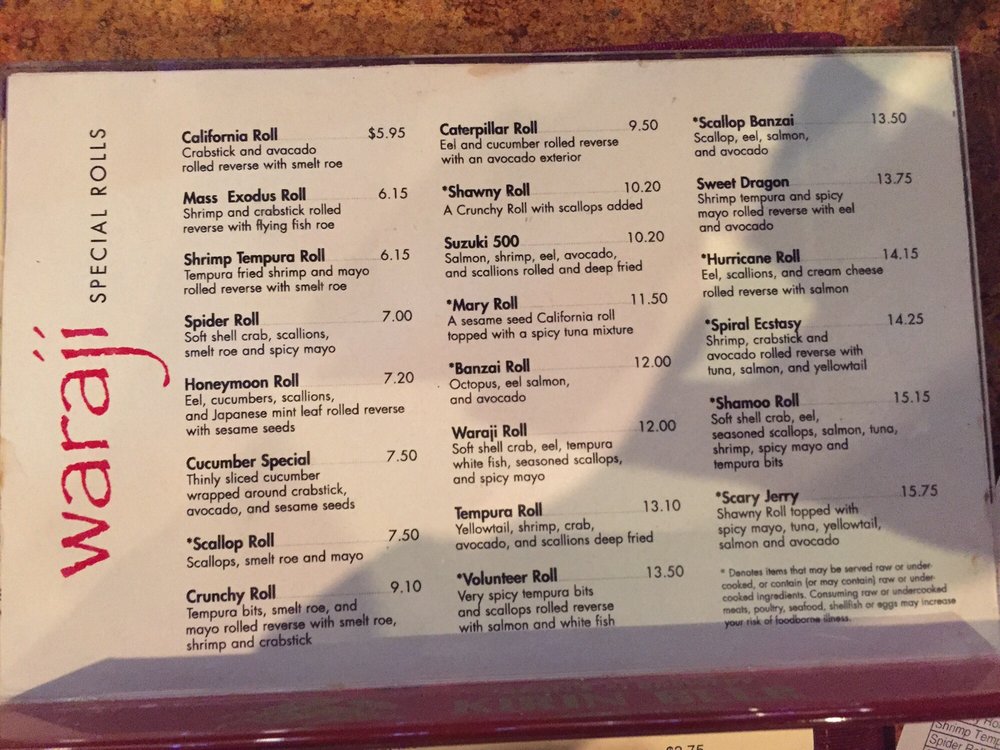 waraji
SPECIAL ROLLS
California Roll $5.95
Crabstick and avacado
rolled reverse with smelt roe
Mass Exodus Roll 6.15
Shrimp and crabstick rolled
reverse with flying fish roe
Shrimp Tempura Roll 6.15
Tempura fried shrimp and mayo
rolled reverse with smelt roe
Spider Roll 7.00
Soft shell crab, scallions,
smelt roe and spicy mayo
Honeymoon Roll 7.20
Eel, cucumbers, scallions,
and Japanese mint leaf rolled reverse
with sesame seeds
Cucumber Special 7.50
Thinly sliced cucumber
wrapped around crabstick,
avocado, and sesame seeds
*Scallop Roll 7.50
Scallops, smelt roe and mayo
Crunchy Roll 9.10
Tempura bits, smelt roe, and
mayo rolled reverse with smelt roe,
shrimp and crabstick
Caterpillar Roll 9.50
Eel and cucumber rolled reverse
with an avocado exterior
*Shawny Roll 10.20
A Crunchy Roll with scallops added
Suzuki 500 10.20
Salmon, shrimp, eel, avocado,
and scallions rolled and deep fried
*Mary Roll 11.50
A sesame seed California roll
topped with a spicy tuna mixture
*Banzai Roll 12.00
Octopus, eel salmon,
and avocado
Waraji Roll 12.00
Soft shell crab, eel, tempura
white fish, seasoned scallops,
and spicy mayo
Tempura Roll 13.10
Yellowtail, shrimp, crab,
avocado, and scallions deep fried
*Volunteer Roll 13.50
Very spicy tempura bits
and scallops rolled reverse
with salmon and white fish
*Scallop Banzai 13.50
Scallop, eel, salmon,
and avocado
Sweet Dragon 13.75
Shrimp tempura and spicy
mayo rolled reverse with eel
and avocado
*Hurricane Roll 14.15
Eel, scallions, and cream cheese
rolled reverse with salmon
*Spiral Ecstasy 14.25
Shrimp, crabstick and
avocado rolled reverse with
tuna, salmon, and yellowtail
*Shamoo Roll 15.15
Soft shell crab, eel,
seasoned scallops, salmon, tuna,
shrimp, spicy mayo and
tempura bits
*Scary Jerry 15.75
Shawny Roll topped with
spicy mayo, tuna, yellowtail,
salmon and avocado
* Denotes items that may be served raw or under-
cooked, or contain (or may contain) raw or under-
cooked ingredients. Consuming raw or undercooked
meats, poultry, seafood, shellfish or eggs may increase
your risk of foodborne illness.
Shrimp Temp
Spider